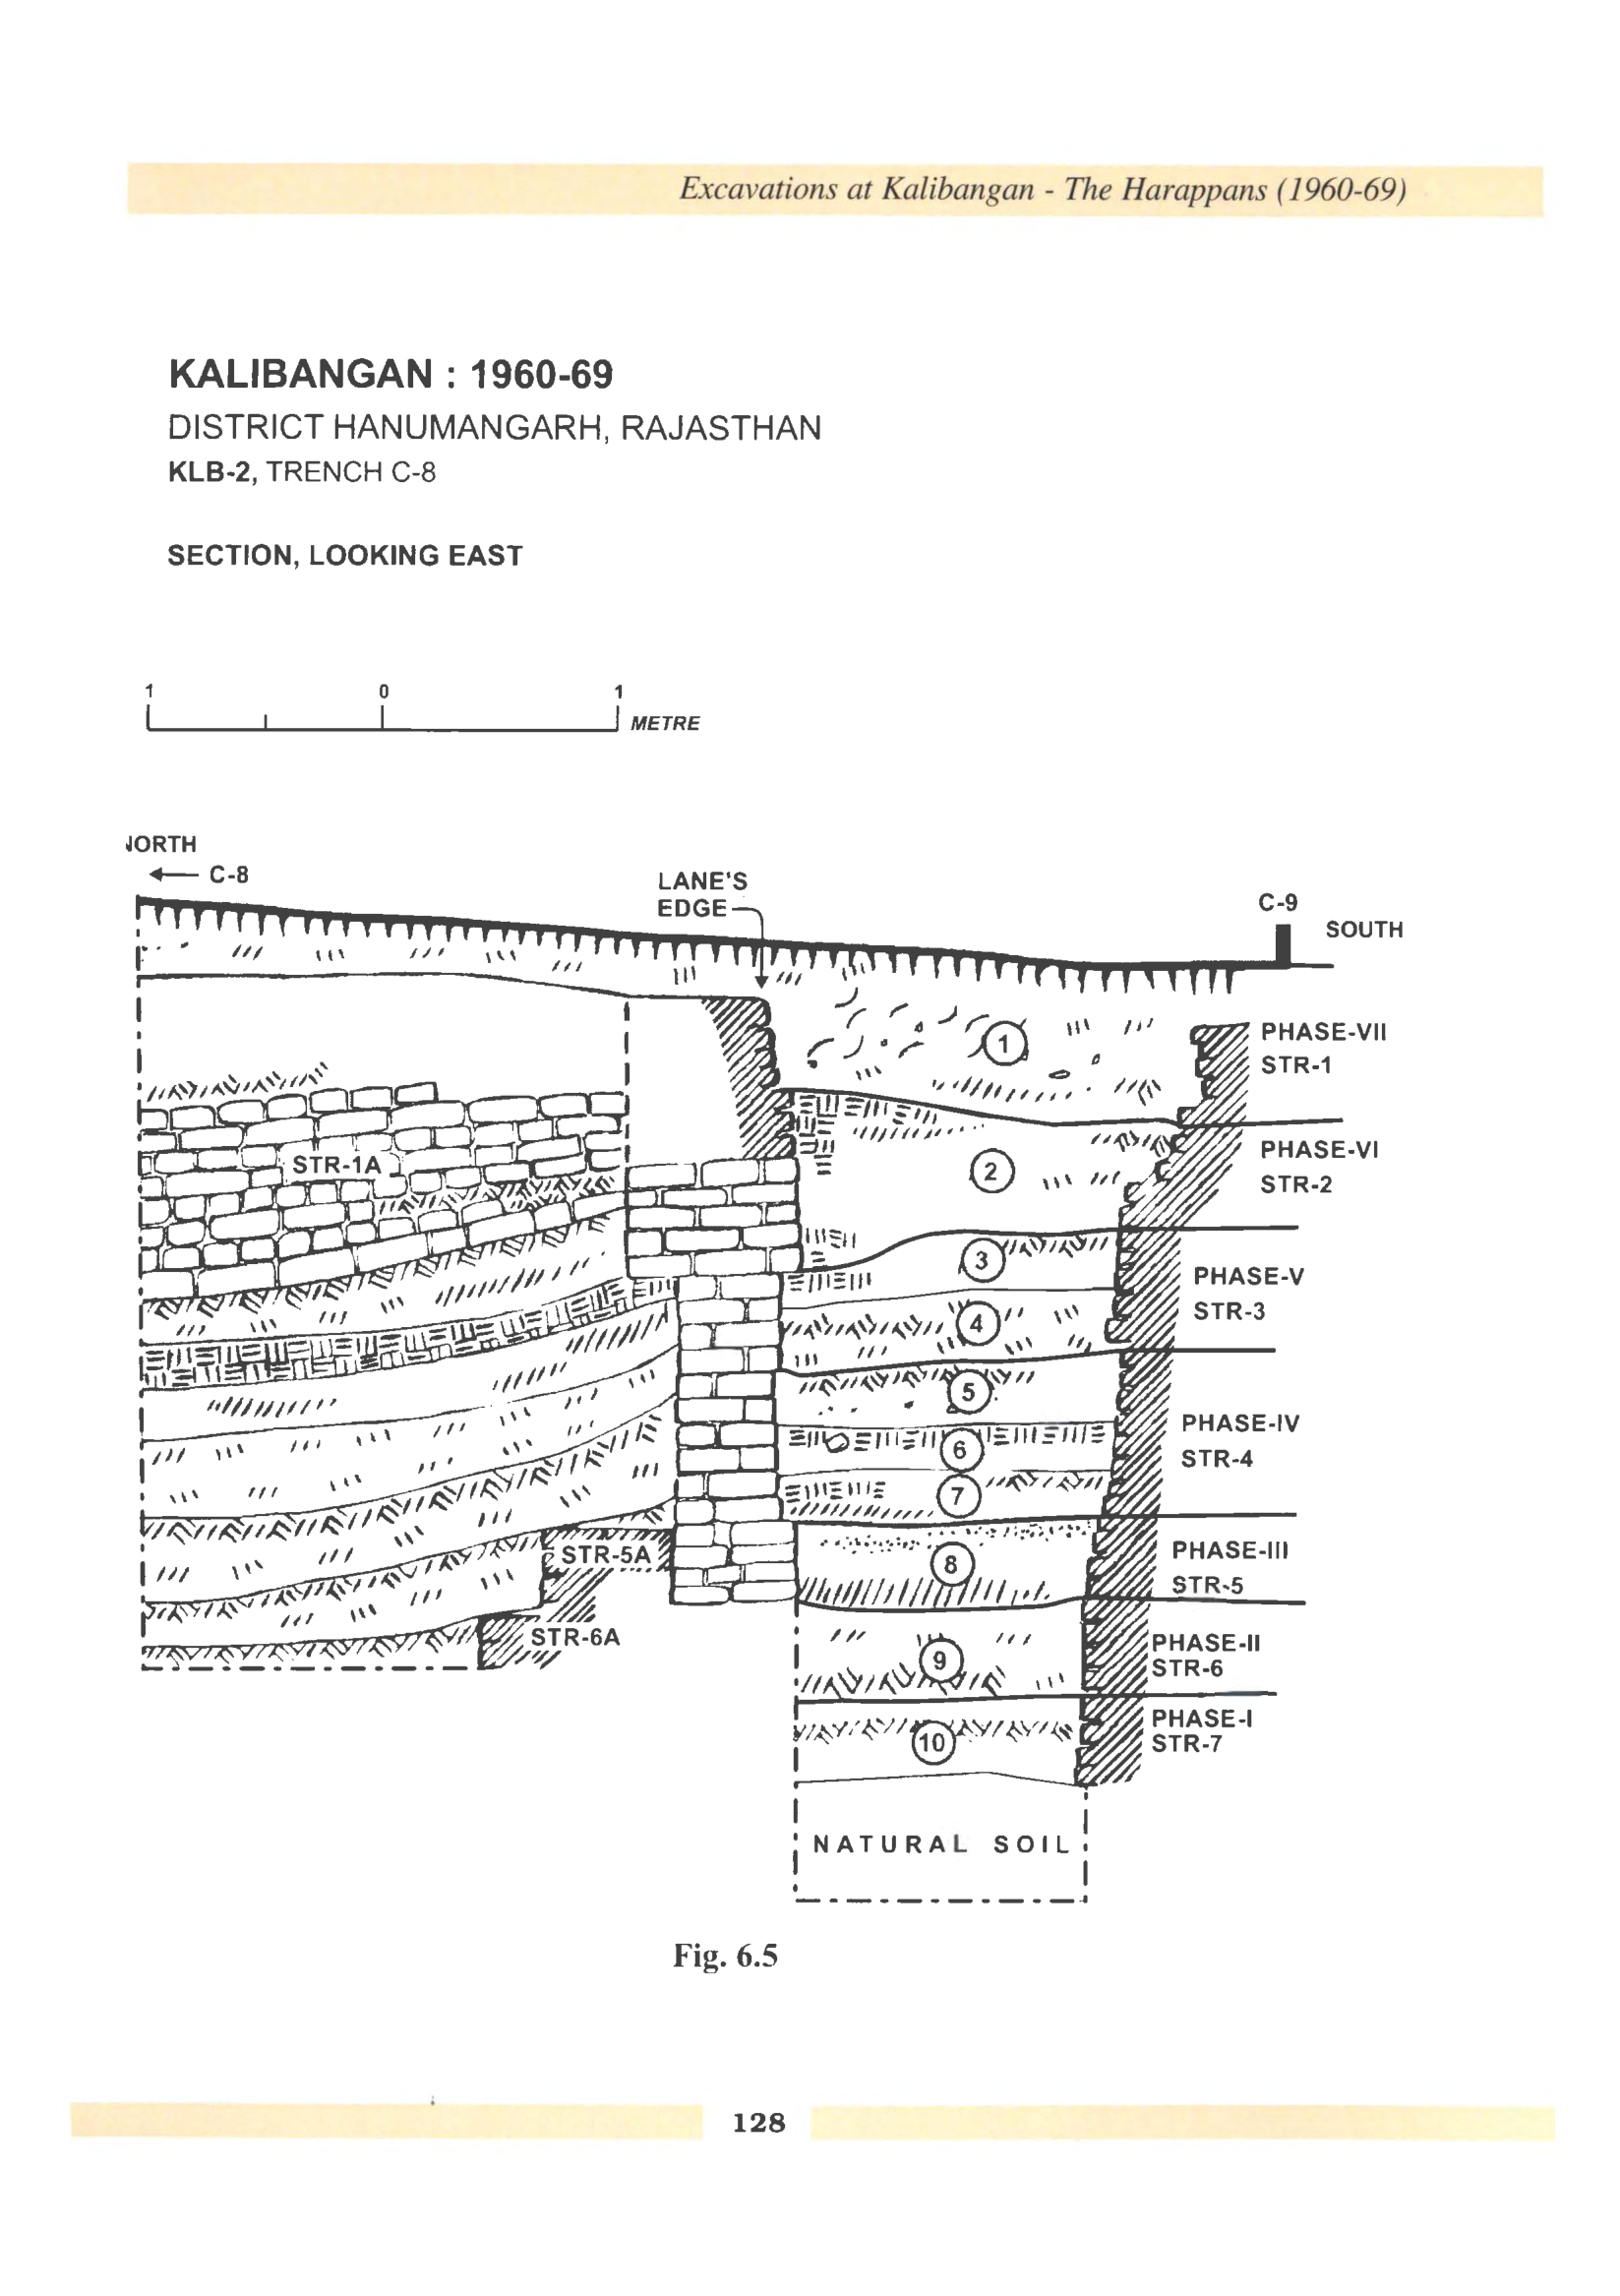 Excavations at Kalibangan - The Harappans (1960-69)
KALIBANGAN : 1960-69
DISTRICT HANUMANGARH, RAJASTHAN
KLB-2, TRENCH C-8
SECTION, LOOKING EAST
1 0 1
METRE
NORTH
← C-8
LANE'S
EDGE
C-9
SOUTH
1
PHASE-VII
STR-1
STR-1A
2
PHASE-VI
STR-2
3
PHASE-V
STR-3
4
5
PHASE-IV
STR-4
6
7
STR-5A
8
PHASE-III
STR-5
STR-6A
9
PHASE-II
STR-6
10
PHASE-I
STR-7
NATURAL SOIL
Fig. 6.5
128